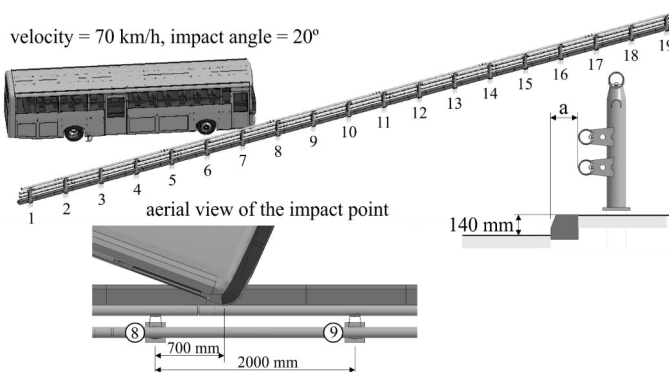 velocity = 70 km/h, impact angle = 20º
1 2 3 4 5 6 7 8 9 10 11 12 13 14 15 16 17 18 19
a
aerial view of the impact point
140 mm
8 9
700 mm
2000 mm